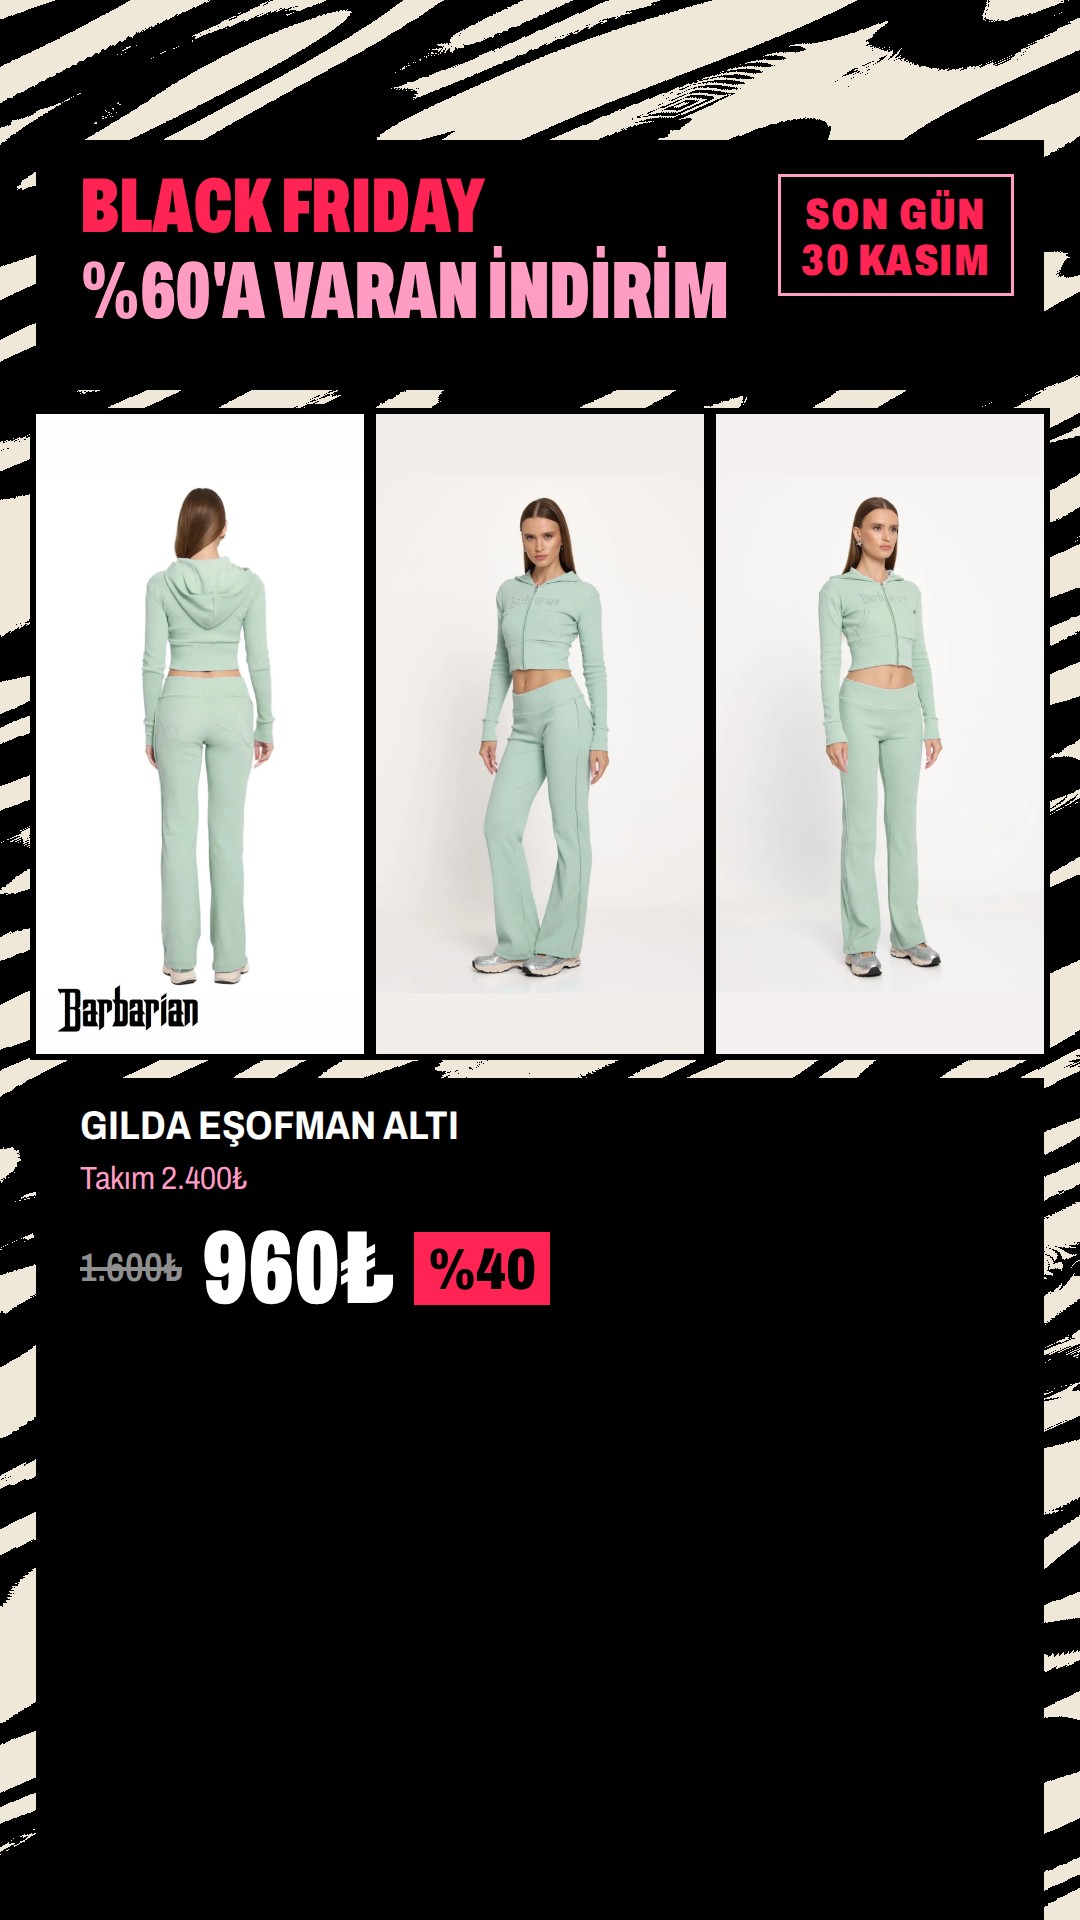 BLACK FRIDAY
%60'A VARAN İNDİRİM
SON GÜN
30 KASIM
Barbarian
GILDA EŞOFMAN ALTI
Takım 2.400₺
1.600₺ 960₺ %40